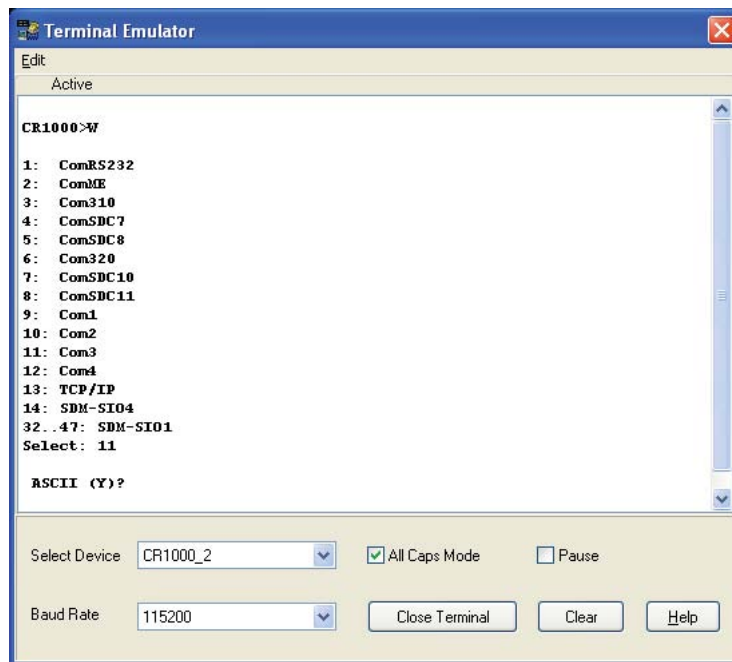 Terminal Emulator
Edit
Active
CR1000>W
1: ComRS232
2: ComME
3: Com310
4: ComSDC7
5: ComSDC8
6: Com320
7: ComSDC10
8: ComSDC11
9: Com1
10: Com2
11: Com3
12: Com4
13: TCP/IP
14: SDM-SIO4
32..47: SDM-SIO1
Select: 11
ASCII (Y)?
Select Device CR1000_2 All Caps Mode Pause
Baud Rate 115200 Close Terminal Clear Help